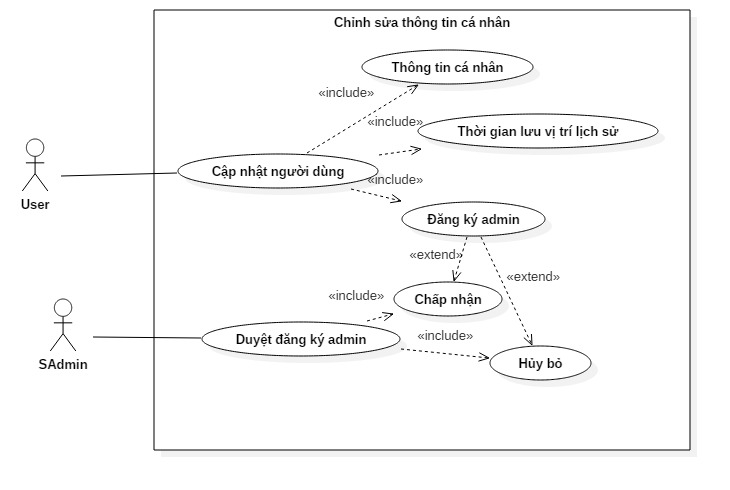 Chỉnh sửa thông tin cá nhân
Thông tin cá nhân
«include»
«include»
Thời gian lưu vị trí lịch sử
Cập nhật người dùng
«include»
User
Đăng ký admin
«extend»
«extend»
«include»
Chấp nhận
Duyệt đăng ký admin
«include»
SAdmin
Hủy bỏ